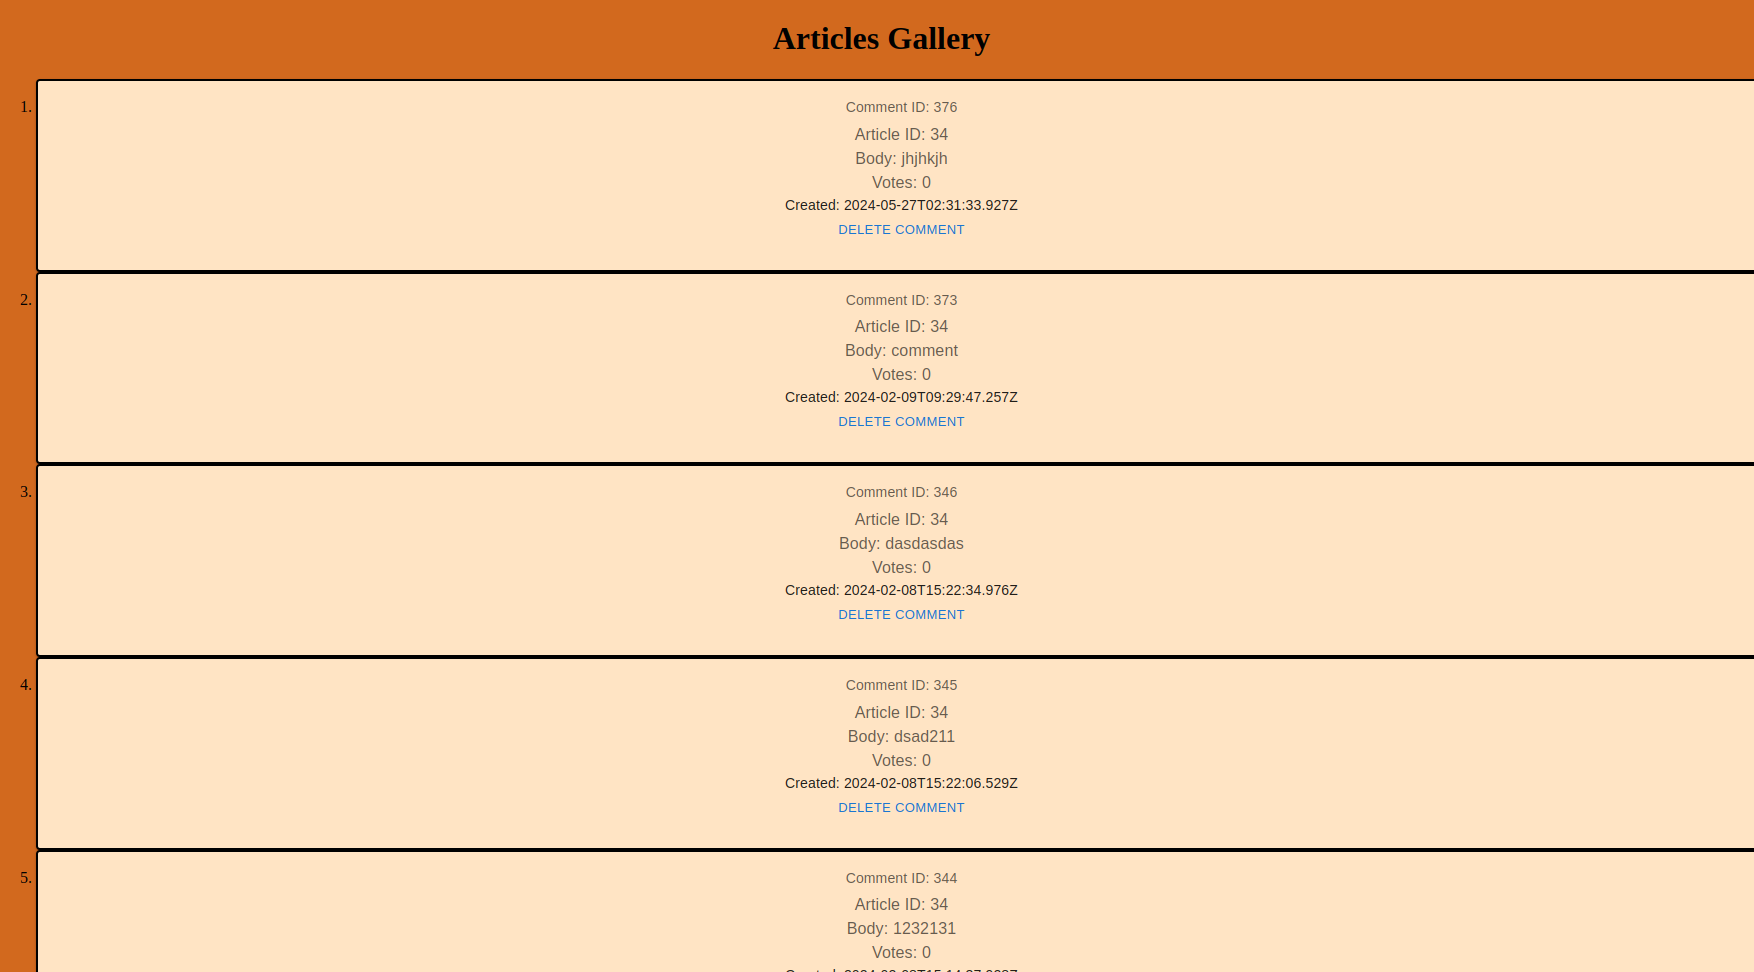 Articles Gallery
1.
Comment ID: 376
Article ID: 34
Body: jhjhkjh
Votes: 0
Created: 2024-05-27T02:31:33.927Z
DELETE COMMENT
2.
Comment ID: 373
Article ID: 34
Body: comment
Votes: 0
Created: 2024-02-09T09:29:47.257Z
DELETE COMMENT
3.
Comment ID: 346
Article ID: 34
Body: dasdasdas
Votes: 0
Created: 2024-02-08T15:22:34.976Z
DELETE COMMENT
4.
Comment ID: 345
Article ID: 34
Body: dsad211
Votes: 0
Created: 2024-02-08T15:22:06.529Z
DELETE COMMENT
5.
Comment ID: 344
Article ID: 34
Body: 1232131
Votes: 0